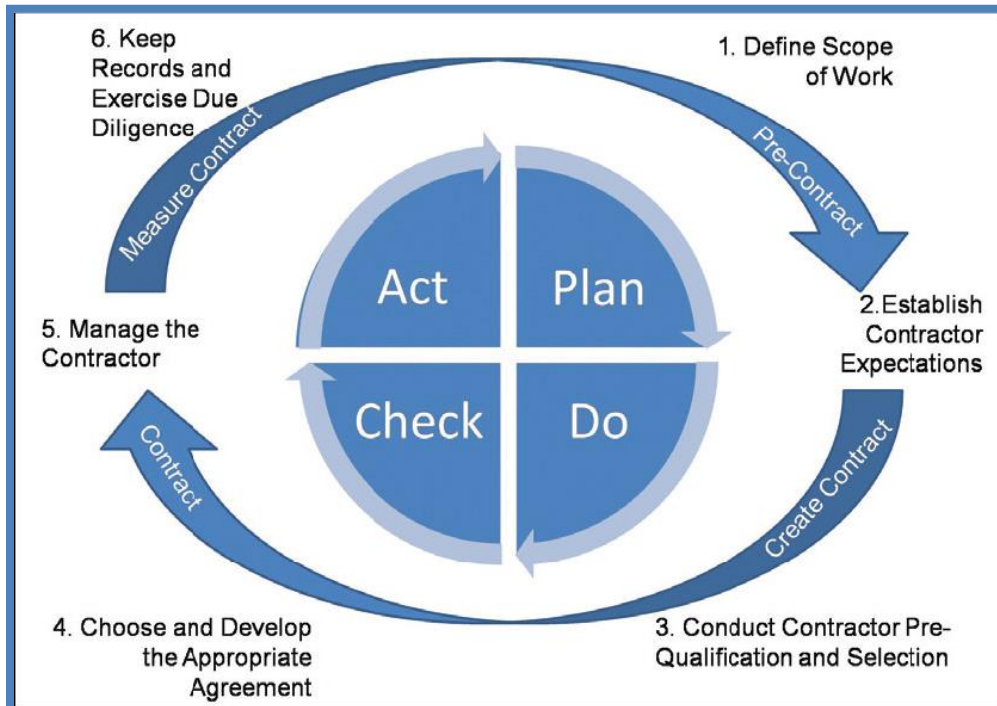 6. Keep
Records and
Exercise Due
Diligence
1. Define Scope
of Work
Measure Contract
Pre-Contract
Act
Plan
5. Manage the
Contractor
2.Establish
Contractor
Expectations
Check
Do
Contract
Create Contract
4. Choose and Develop
the Appropriate
Agreement
3. Conduct Contractor Pre-
Qualification and Selection